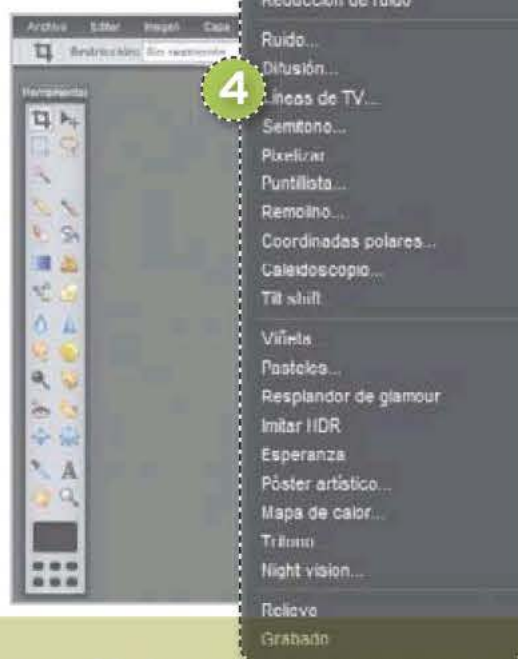 Archivo Editar Imagen Capa
Restricción: Sin restricción
Herramientas
4
Reducción de ruido
Ruido...
Difusión...
Líneas de TV...
Semitono...
Pixelizar
Puntillista...
Remolino...
Coordinadas polares...
Caleidoscopio...
Tilt shift
Viñeta
Pasteles...
Resplandor de glamour
Imitar HDR
Esperanza
Póster artístico...
Mapa de calor...
Tritono
Night vision...
Relieve
Grabado